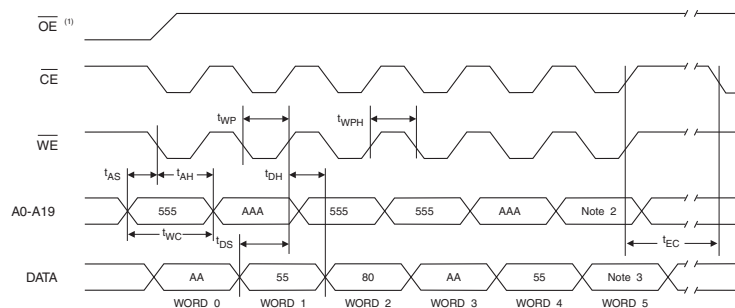 OE (1)
CE
tWP
tWPH
WE
tAS
tAH
tDH
A0-A19
555
AAA
555
555
AAA
Note 2
tWC
tDS
tEC
DATA
AA
55
80
AA
55
Note 3
WORD 0
WORD 1
WORD 2
WORD 3
WORD 4
WORD 5